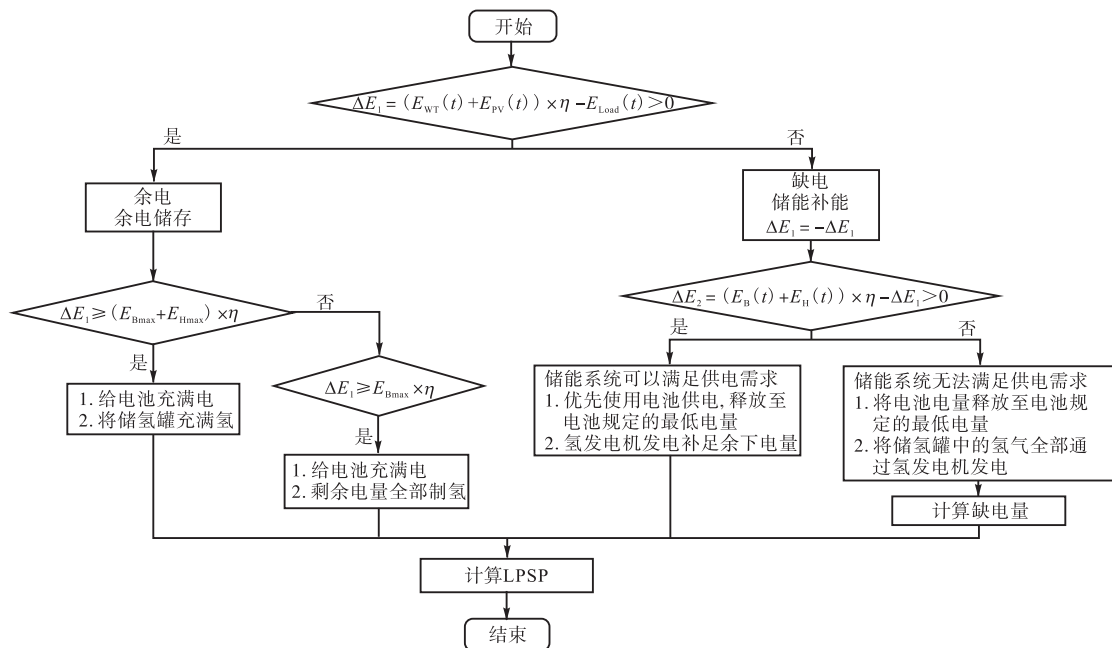 开始
ΔE₁=(E_WT(t)+E_PV(t))×η−E_Load(t)>0
是
否
余电
余电储存
缺电
储能补能
ΔE₁=−ΔE₁
ΔE₁≥(E_Bmax+E_Hmax)×η
否
是
ΔE₂=(E_B(t)+E_H(t))×η−ΔE₁>0
是
否
ΔE₁≥E_Bmax×η
是
1.给电池充满电
2.将储氢罐充满氢
1.给电池充满电
2.剩余电量全部制氢
储能系统可以满足供电需求
1.优先使用电池供电,释放至
电池规定的最低电量
2.氢发电机发电补足余下电量
储能系统无法满足供电需求
1.将电池电量释放至电池规
定的最低电量
2.将储氢罐中的氢气全部通
过氢发电机发电
计算缺电量
计算LPSP
结束